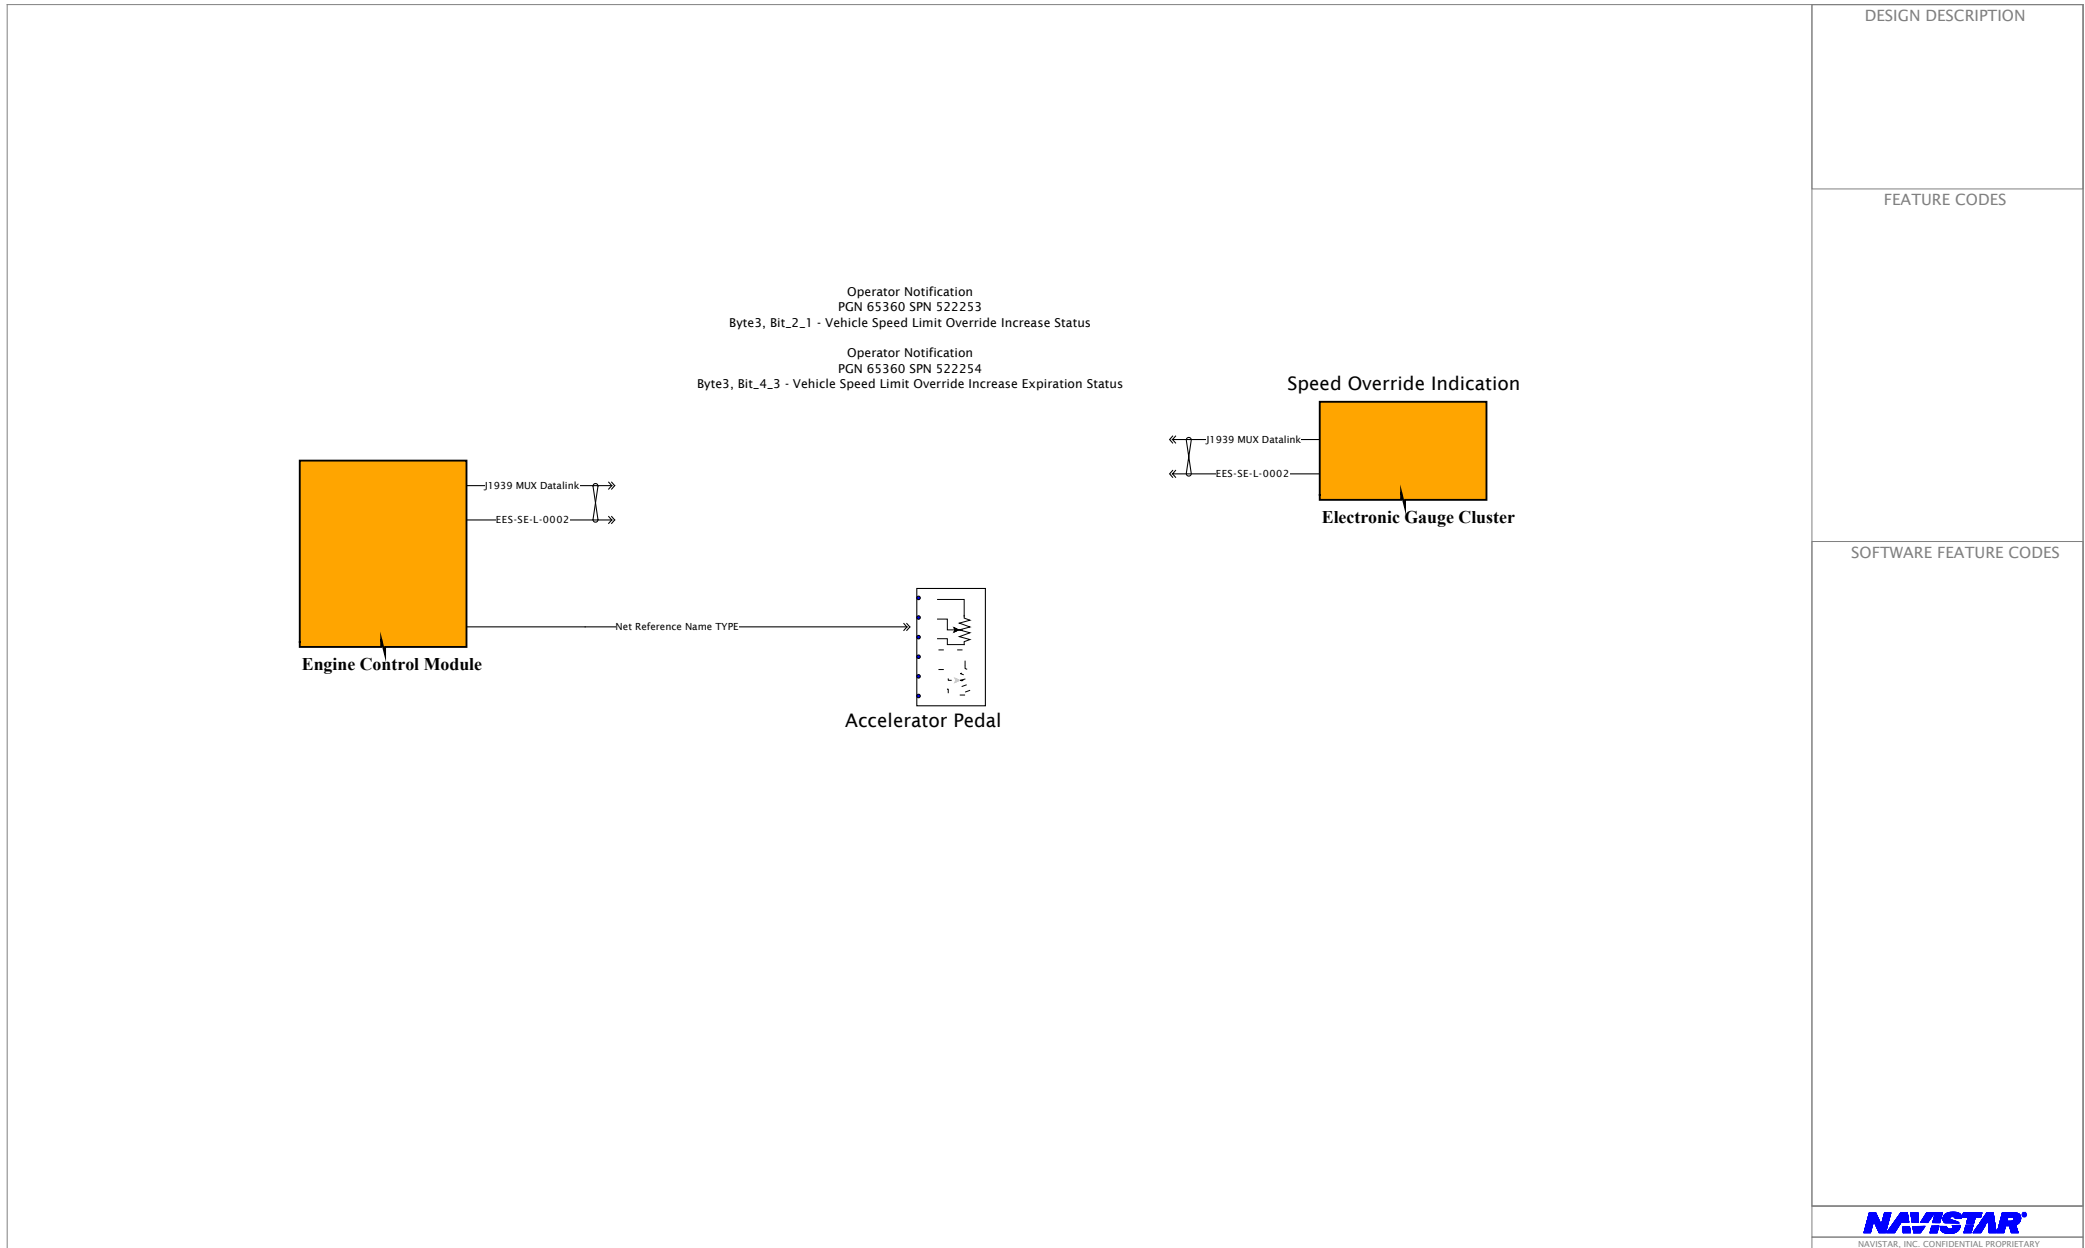 DESIGN DESCRIPTION
FEATURE CODES
Operator Notification
PGN 65360 SPN 522253
Byte3, Bit_2_1 - Vehicle Speed Limit Override Increase Status
Operator Notification
PGN 65360 SPN 522254
Byte3, Bit_4_3 - Vehicle Speed Limit Override Increase Expiration Status
Speed Override Indication
J1939 MUX Datalink
EES-SE-L-0002
Electronic Gauge Cluster
J1939 MUX Datalink
EES-SE-L-0002
Net Reference Name TYPE
Engine Control Module
Accelerator Pedal
SOFTWARE FEATURE CODES
NAVISTAR®
NAVISTAR, INC. CONFIDENTIAL PROPRIETARY